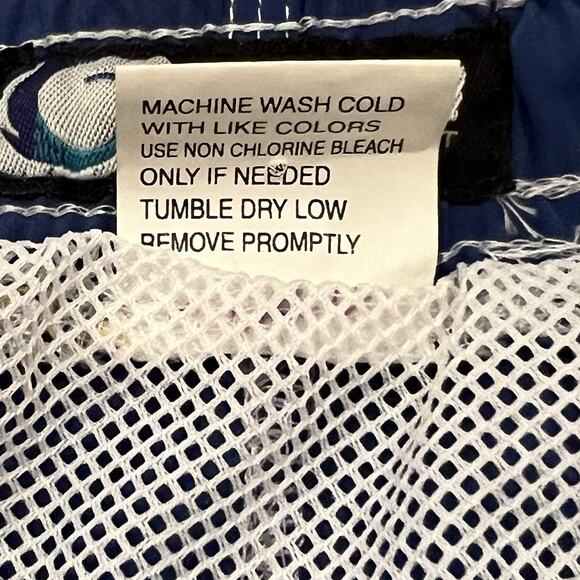 MACHINE WASH COLD
WITH LIKE COLORS
USE NON CHLORINE BLEACH
ONLY IF NEEDED
TUMBLE DRY LOW
REMOVE PROMPTLY